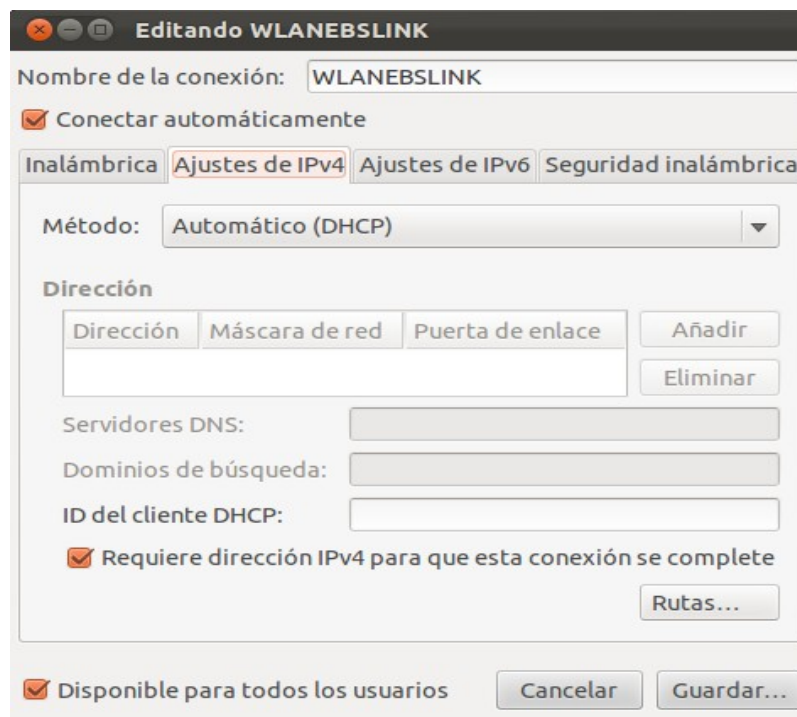 Editando WLANEBSLINK
Nombre de la conexión: WLANEBSLINK
Conectar automáticamente
Inalámbrica Ajustes de IPv4 Ajustes de IPv6 Seguridad inalámbrica
Método: Automático (DHCP)
Dirección
Dirección Máscara de red Puerta de enlace Añadir
Eliminar
Servidores DNS:
Dominios de búsqueda:
ID del cliente DHCP:
Requiere dirección IPv4 para que esta conexión se complete
Rutas...
Disponible para todos los usuarios Cancelar Guardar...